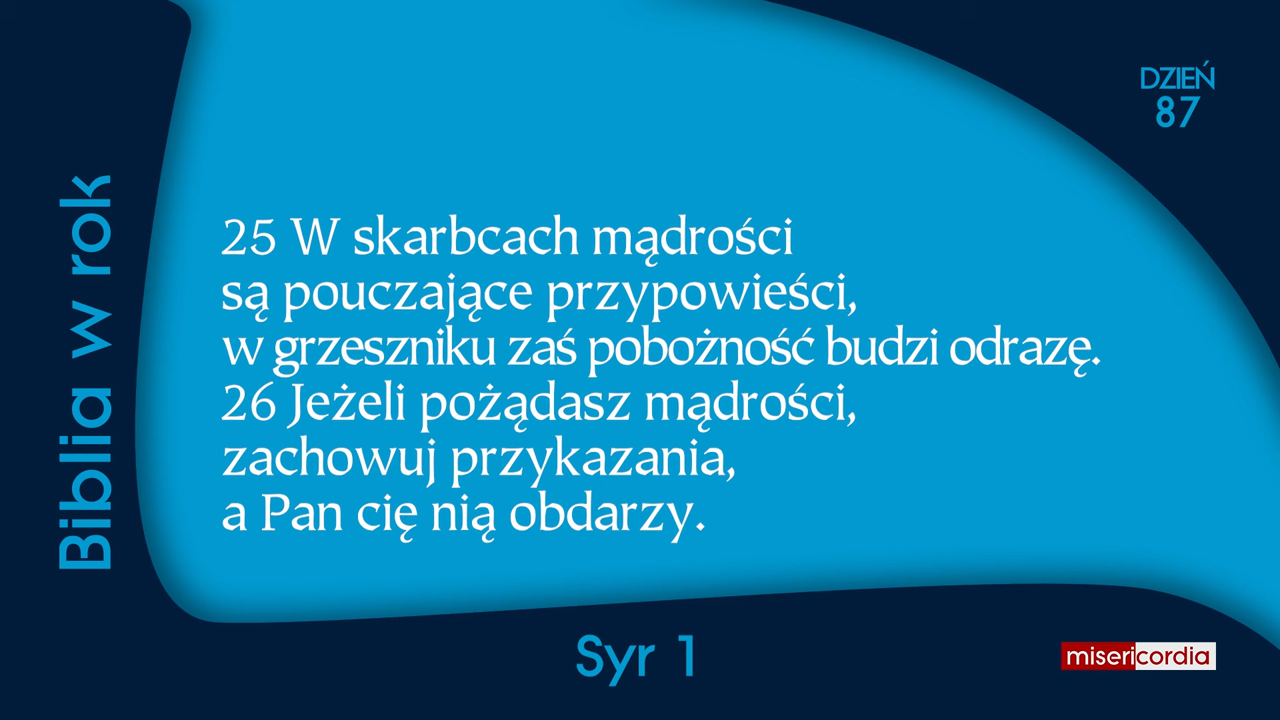 DZIEŃ
87
Biblia w rok
25 W skarbcach mądrości
są pouczające przypowieści,
w grzeszniku zaś pobożność budzi odrazę.
26 Jeżeli pożądasz mądrości,
zachowuj przykazania,
a Pan cię nią obdarzy.
Syr 1
misericordia